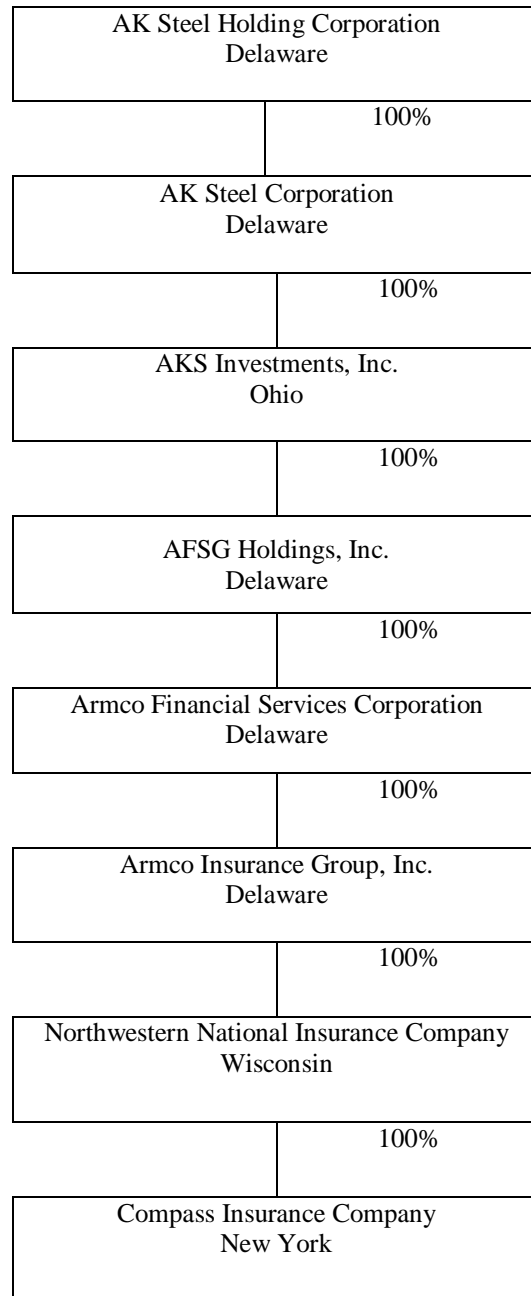 AK Steel Holding Corporation
Delaware
100%
AK Steel Corporation
Delaware
100%
AKS Investments, Inc.
Ohio
100%
AFSG Holdings, Inc.
Delaware
100%
Armco Financial Services Corporation
Delaware
100%
Armco Insurance Group, Inc.
Delaware
100%
Northwestern National Insurance Company
Wisconsin
100%
Compass Insurance Company
New York